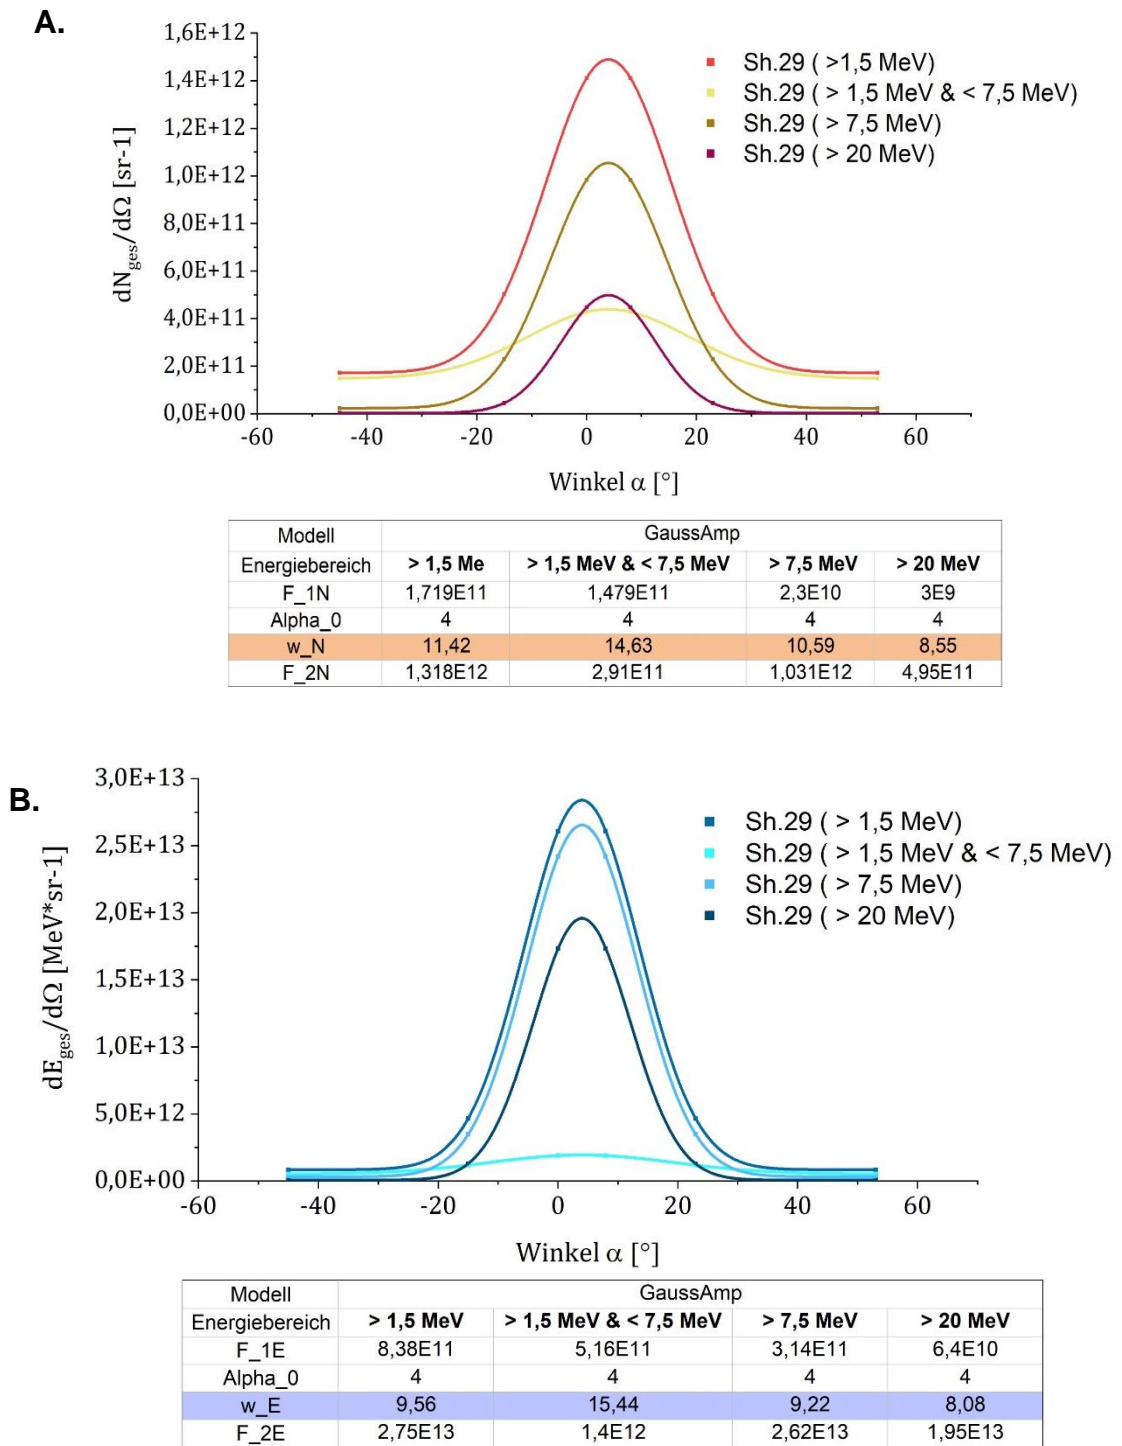 A.
1,6E+12
1,4E+12
1,2E+12
1,0E+12
8,0E+11
6,0E+11
4,0E+11
2,0E+11
0,0E+00
dN_ges/dΩ [sr-1]
-60 -40 -20 0 20 40 60
Winkel α [°]
Sh.29 ( >1,5 MeV)
Sh.29 ( > 1,5 MeV & < 7,5 MeV)
Sh.29 ( > 7,5 MeV)
Sh.29 ( > 20 MeV)
Modell GaussAmp
Energiebereich > 1,5 Me > 1,5 MeV & < 7,5 MeV > 7,5 MeV > 20 MeV
F_1N 1,719E11 1,479E11 2,3E10 3E9
Alpha_0 4 4 4 4
w_N 11,42 14,63 10,59 8,55
F_2N 1,318E12 2,91E11 1,031E12 4,95E11
B.
3,0E+13
2,5E+13
2,0E+13
1,5E+13
1,0E+13
5,0E+12
0,0E+00
dE_ges/dΩ [MeV*sr-1]
-60 -40 -20 0 20 40 60
Winkel α [°]
Sh.29 ( > 1,5 MeV)
Sh.29 ( > 1,5 MeV & < 7,5 MeV)
Sh.29 ( > 7,5 MeV)
Sh.29 ( > 20 MeV)
Modell GaussAmp
Energiebereich > 1,5 MeV > 1,5 MeV & < 7,5 MeV > 7,5 MeV > 20 MeV
F_1E 8,38E11 5,16E11 3,14E11 6,4E10
Alpha_0 4 4 4 4
w_E 9,56 15,44 9,22 8,08
F_2E 2,75E13 1,4E12 2,62E13 1,95E13